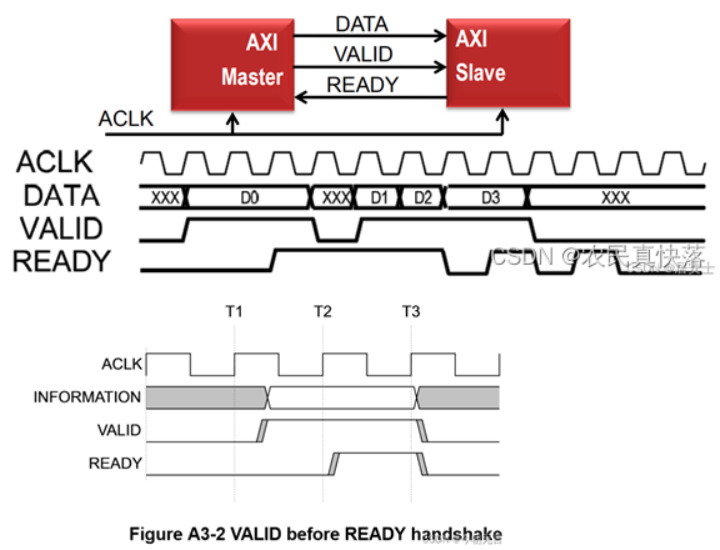 DATA
AXI Master
VALID
AXI Slave
READY
ACLK
ACLK
DATA XXX D0 XXX D1 D2 D3 XXX
VALID
READY
CSDN @农民真快落
T1 T2 T3
ACLK
INFORMATION
VALID
READY
Figure A3-2 VALID before READY handshake